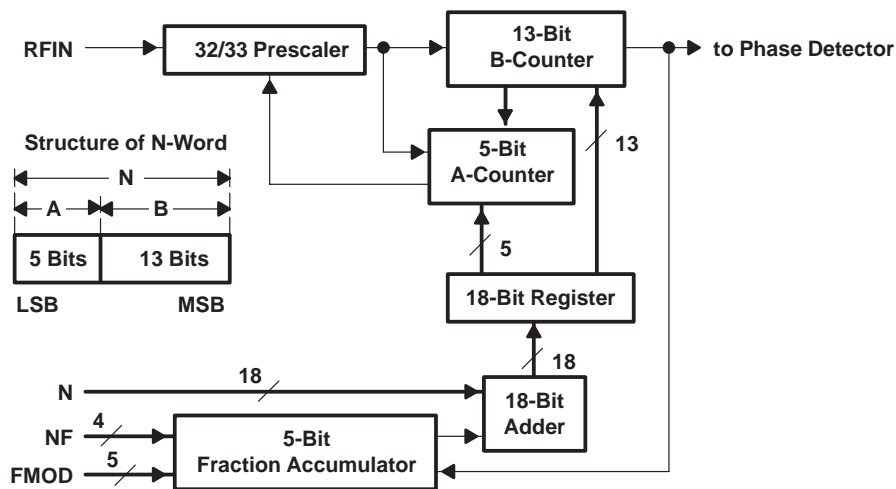 RFIN
32/33 Prescaler
13-Bit
B-Counter
to Phase Detector
Structure of N-Word
N
A
B
5 Bits
13 Bits
LSB
MSB
5-Bit
A-Counter
13
5
18-Bit Register
18
N
18
18-Bit
Adder
NF
4
5-Bit
Fraction Accumulator
FMOD
5